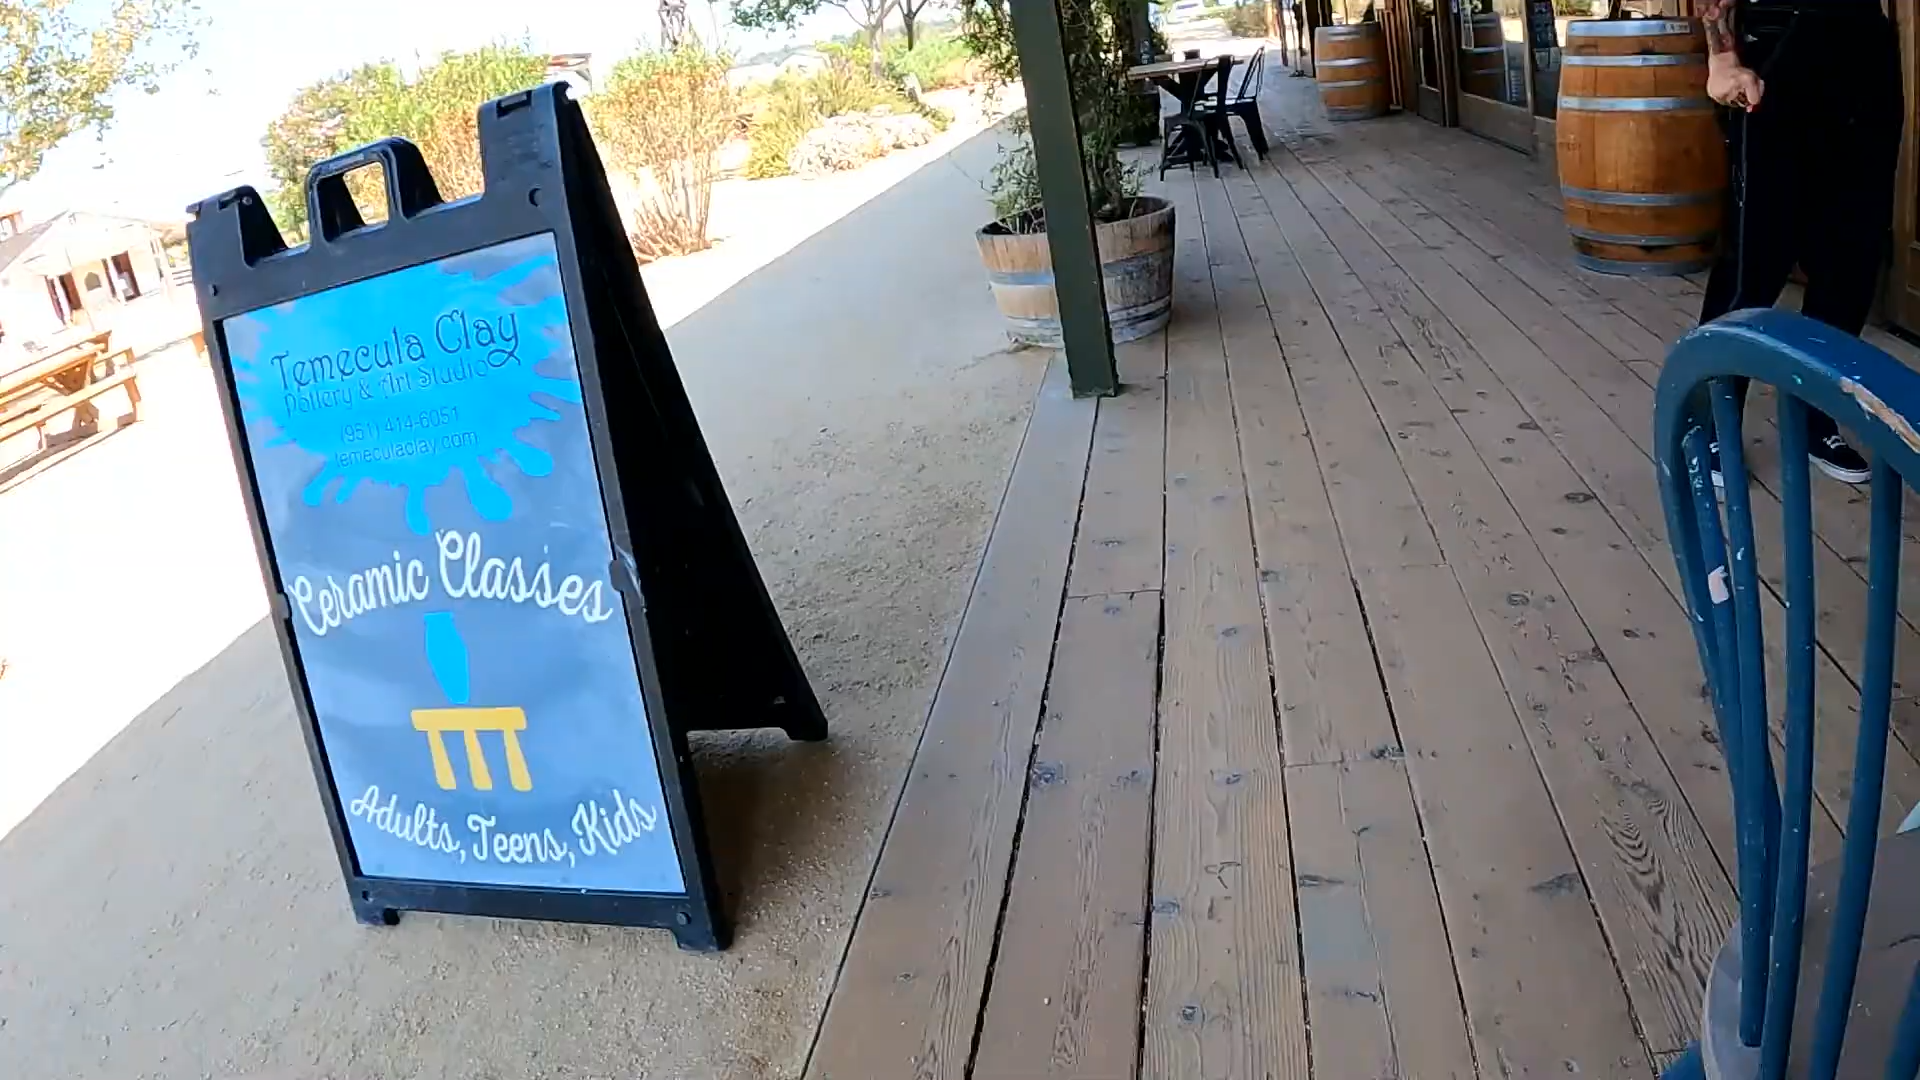 Temecula Clay
Pottery & Art Studio
(951) 414-6051
temeculaclay.com
Ceramic Classes
Adults, Teens, Kids